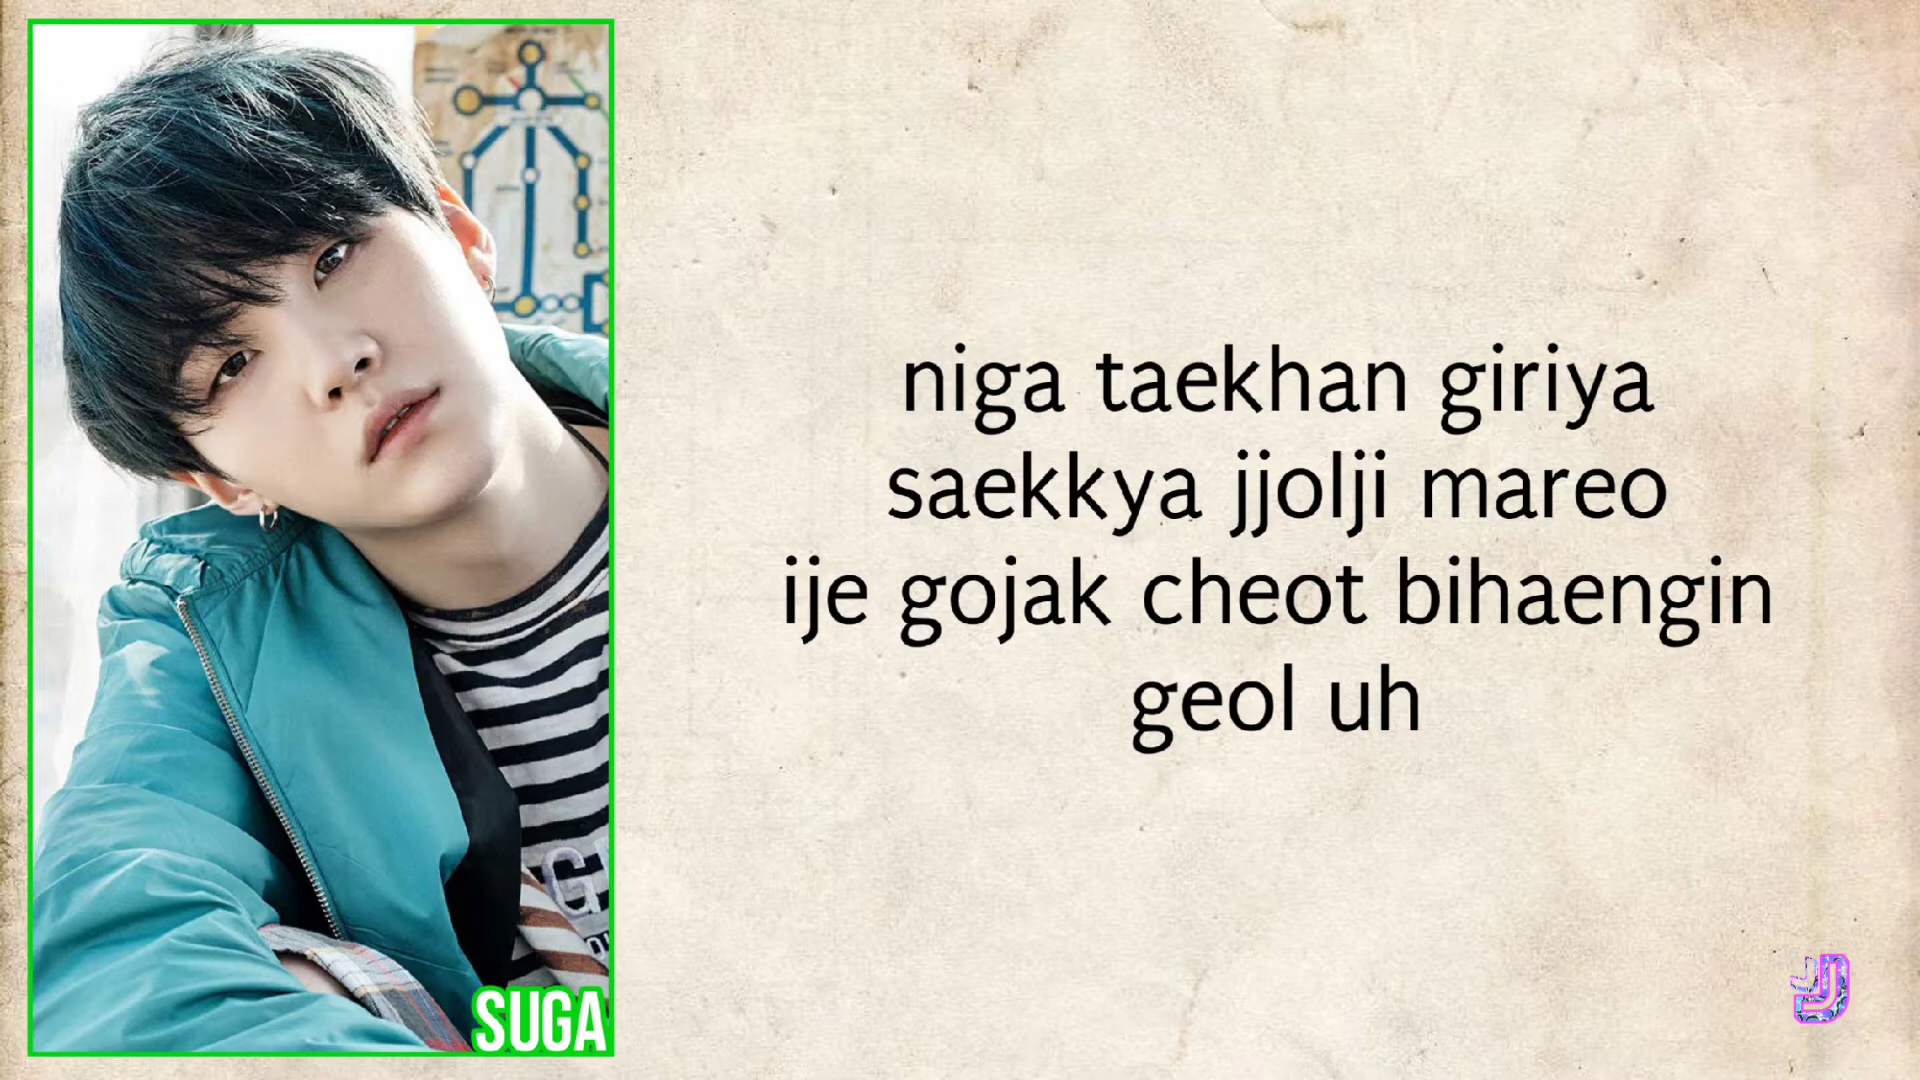 niga taekhan giriya
saekkya jjolji mareo
ije gojak cheot bihaengin
geol uh
SUGA